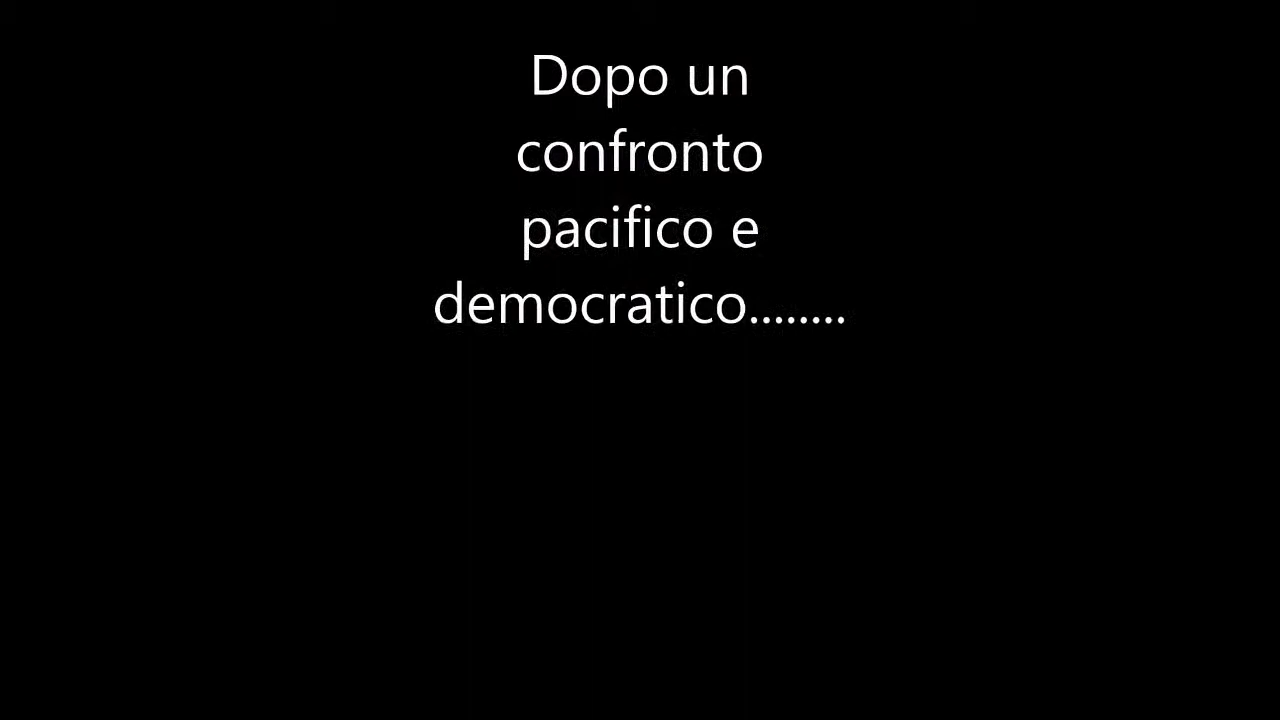 Dopo un
confronto
pacifico e
democratico........